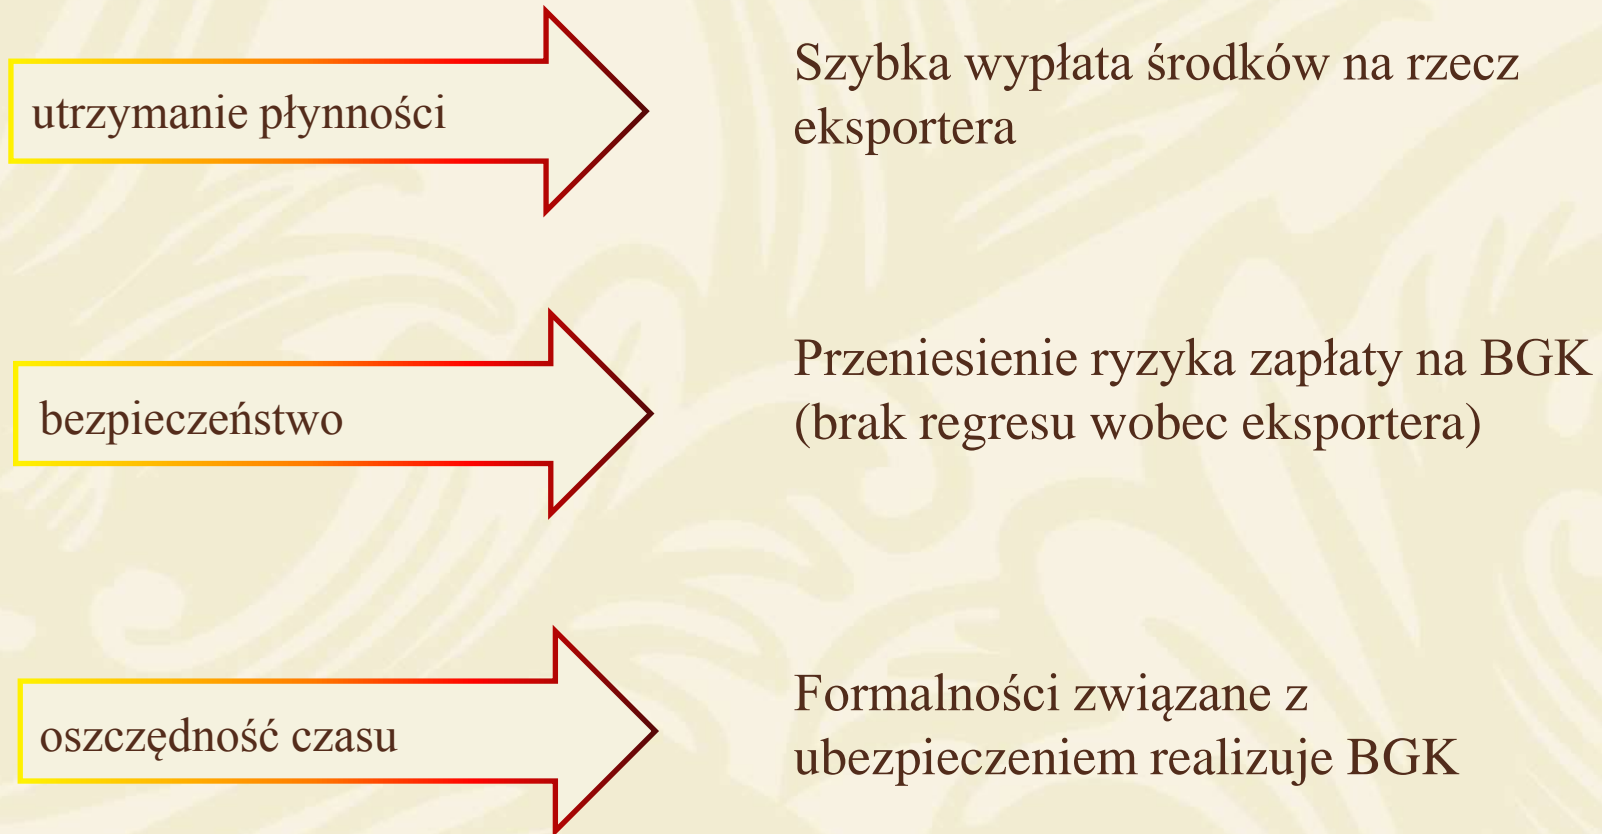 utrzymanie płynności
Szybka wypłata środków na rzecz
eksportera
bezpieczeństwo
Przeniesienie ryzyka zapłaty na BGK
(brak regresu wobec eksportera)
oszczędność czasu
Formalności związane z
ubezpieczeniem realizuje BGK